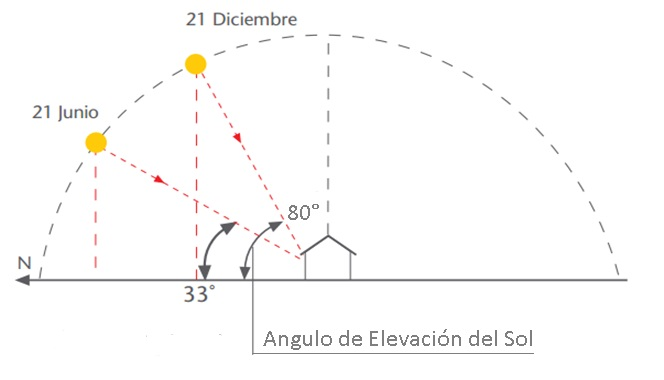 21 Diciembre
21 Junio
80°
N
33°
Angulo de Elevación del Sol